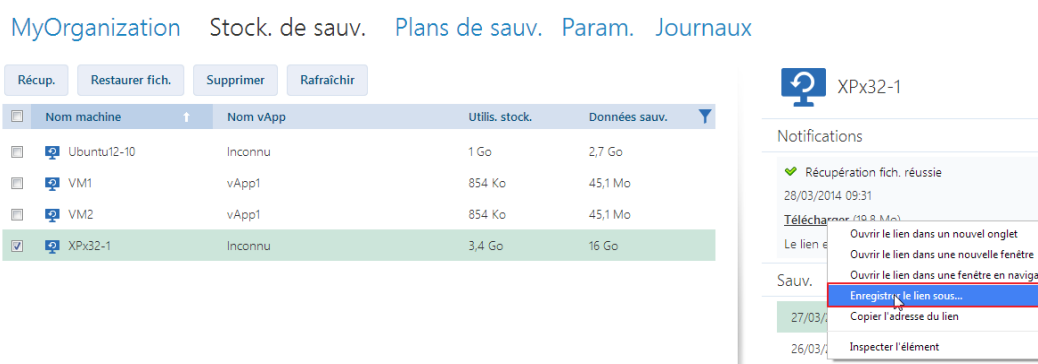 MyOrganization Stock. de sauv. Plans de sauv. Param. Journaux
Récup. Restaurer fich. Supprimer Rafraîchir
Nom machine Nom vApp Utilis. stock. Données sauv.
Ubuntu12-10 Inconnu 1 Go 2,7 Go
VM1 vApp1 854 Ko 45,1 Mo
VM2 vApp1 854 Ko 45,1 Mo
XPx32-1 Inconnu 3,4 Go 16 Go
XPx32-1
Notifications
Récupération fich. réussie
28/03/2014 09:31
Télécharger (19,8 Mo)
Le lien e
Ouvrir le lien dans un nouvel onglet
Ouvrir le lien dans une nouvelle fenêtre
Ouvrir le lien dans une fenêtre en naviga
Enregistrer le lien sous...
Copier l'adresse du lien
Inspecter l'élément
Sauv.
27/03/
26/03/